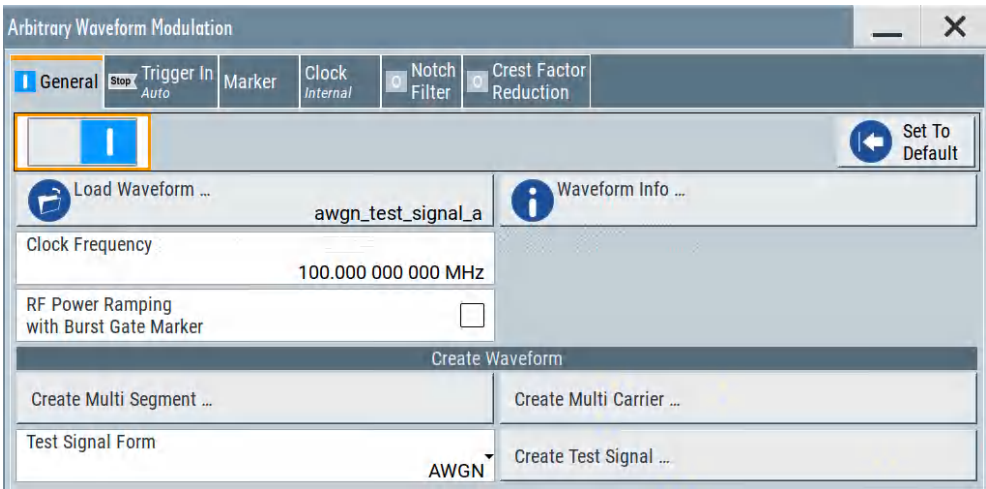 Arbitrary Waveform Modulation
General
Stop Trigger In
Auto
Marker
Clock
Internal
Notch
Filter
Crest Factor
Reduction
Set To
Default
Load Waveform ...
awgn_test_signal_a
Waveform Info ...
Clock Frequency
100.000 000 000 MHz
RF Power Ramping
with Burst Gate Marker
Create Waveform
Create Multi Segment ...
Create Multi Carrier ...
Test Signal Form
AWGN
Create Test Signal ...